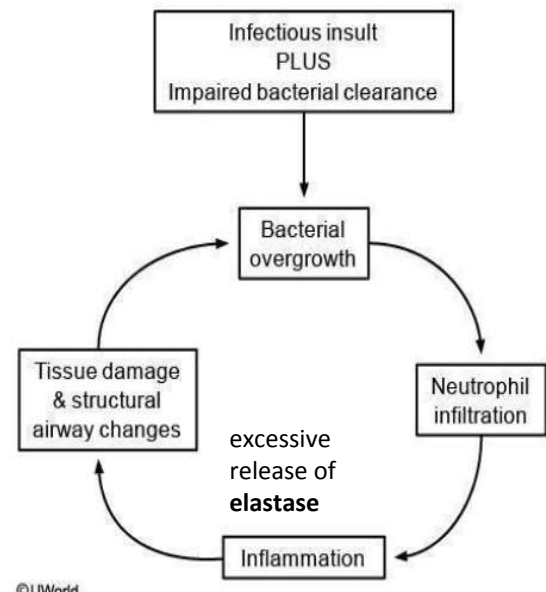 Infectious insult
PLUS
Impaired bacterial clearance
Bacterial
overgrowth
Tissue damage
& structural
airway changes
Neutrophil
infiltration
excessive
release of
elastase
Inflammation
©UWorld